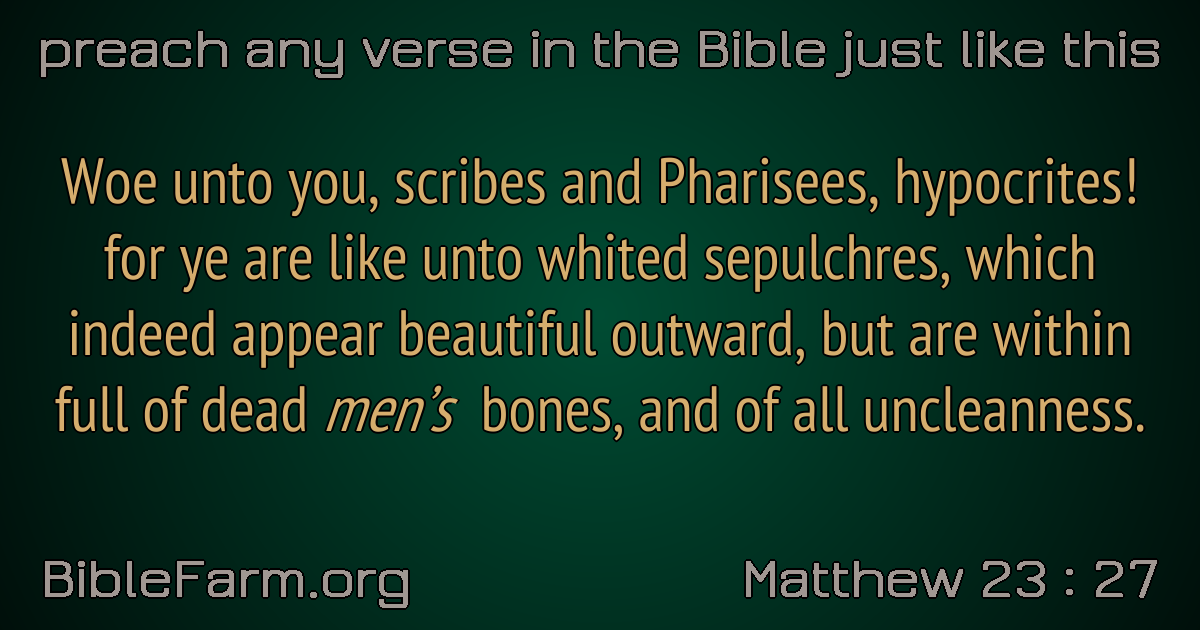 preach any verse in the Bible just like this
Woe unto you, scribes and Pharisees, hypocrites!
for ye are like unto whited sepulchres, which
indeed appear beautiful outward, but are within
full of dead men’s bones, and of all uncleanness.
BibleFarm.org
Matthew 23 : 27